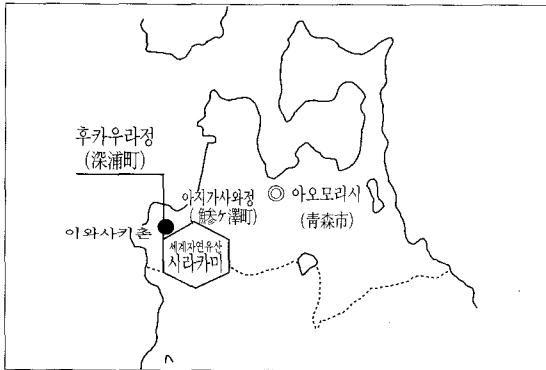 후카우라정
(深浦町)
아지가사와정
(鰺ケ澤町)
아오모리시
(靑森市)
이와사키촌
세계자연유산
시라카미